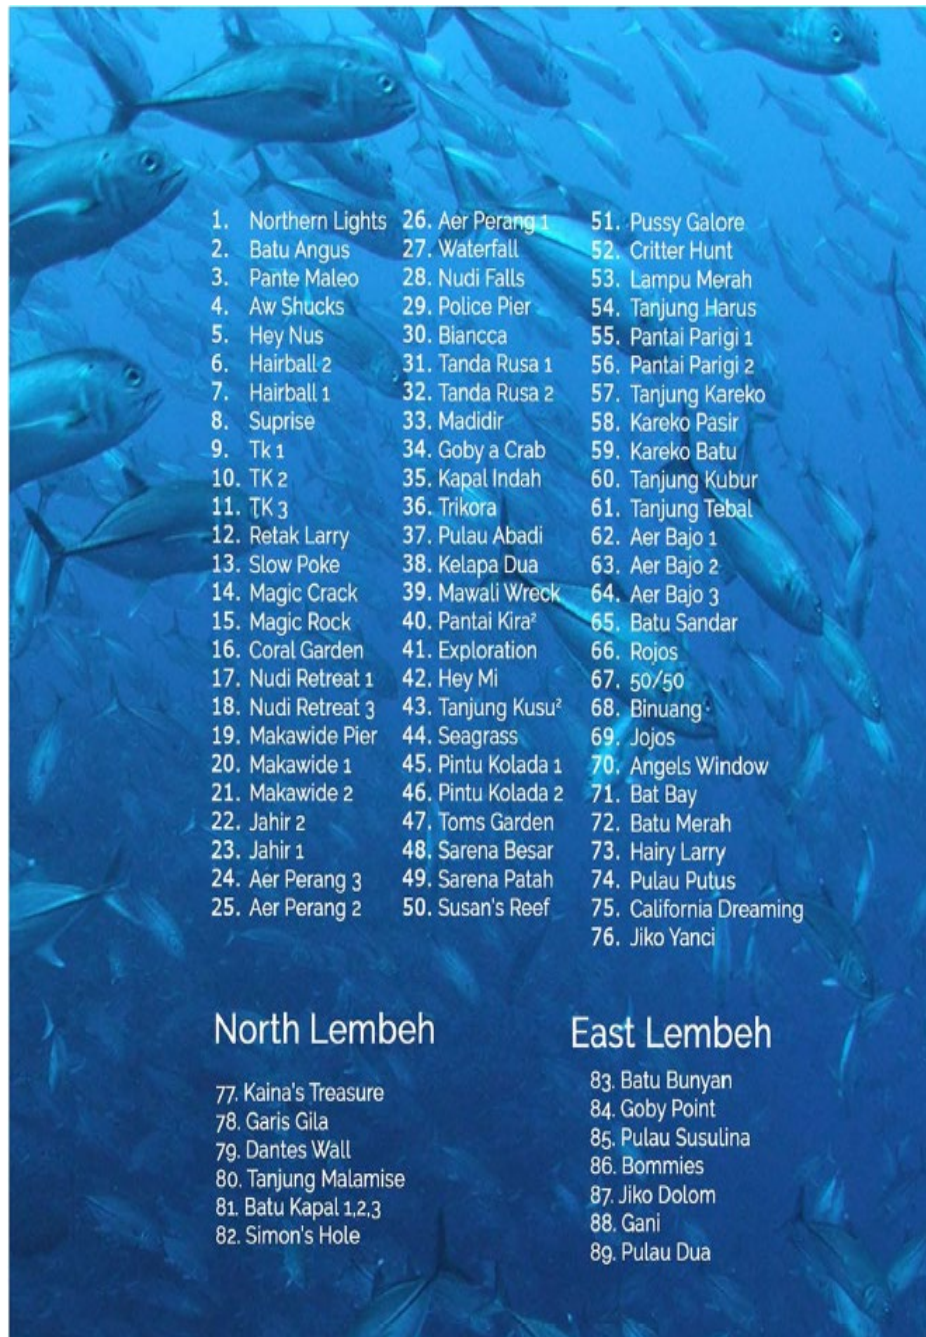 1. Northern Lights
2. Batu Angus
3. Pante Maleo
4. Aw Shucks
5. Hey Nus
6. Hairball 2
7. Hairball 1
8. Suprise
9. Tk 1
10. TK 2
11. TK 3
12. Retak Larry
13. Slow Poke
14. Magic Crack
15. Magic Rock
16. Coral Garden
17. Nudi Retreat 1
18. Nudi Retreat 3
19. Makawide Pier
20. Makawide 1
21. Makawide 2
22. Jahir 2
23. Jahir 1
24. Aer Perang 3
25. Aer Perang 2
26. Aer Perang 1
27. Waterfall
28. Nudi Falls
29. Police Pier
30. Biancca
31. Tanda Rusa 1
32. Tanda Rusa 2
33. Madidir
34. Goby a Crab
35. Kapal Indah
36. Trikora
37. Pulau Abadi
38. Kelapa Dua
39. Mawali Wreck
40. Pantai Kira²
41. Exploration
42. Hey Mi
43. Tanjung Kusu²
44. Seagrass
45. Pintu Kolada 1
46. Pintu Kolada 2
47. Toms Garden
48. Sarena Besar
49. Sarena Patah
50. Susan's Reef
51. Pussy Galore
52. Critter Hunt
53. Lampu Merah
54. Tanjung Harus
55. Pantai Parigi 1
56. Pantai Parigi 2
57. Tanjung Kareko
58. Kareko Pasir
59. Kareko Batu
60. Tanjung Kubur
61. Tanjung Tebal
62. Aer Bajo 1
63. Aer Bajo 2
64. Aer Bajo 3
65. Batu Sandar
66. Rojos
67. 50/50
68. Binuang
69. Jojos
70. Angels Window
71. Bat Bay
72. Batu Merah
73. Hairy Larry
74. Pulau Putus
75. California Dreaming
76. Jiko Yanci
North Lembeh
77. Kaina's Treasure
78. Garis Gila
79. Dantes Wall
80. Tanjung Malamise
81. Batu Kapal 1,2,3
82. Simon's Hole
East Lembeh
83. Batu Bunyan
84. Goby Point
85. Pulau Susulina
86. Bommies
87. Jiko Dolom
88. Gani
89. Pulau Dua